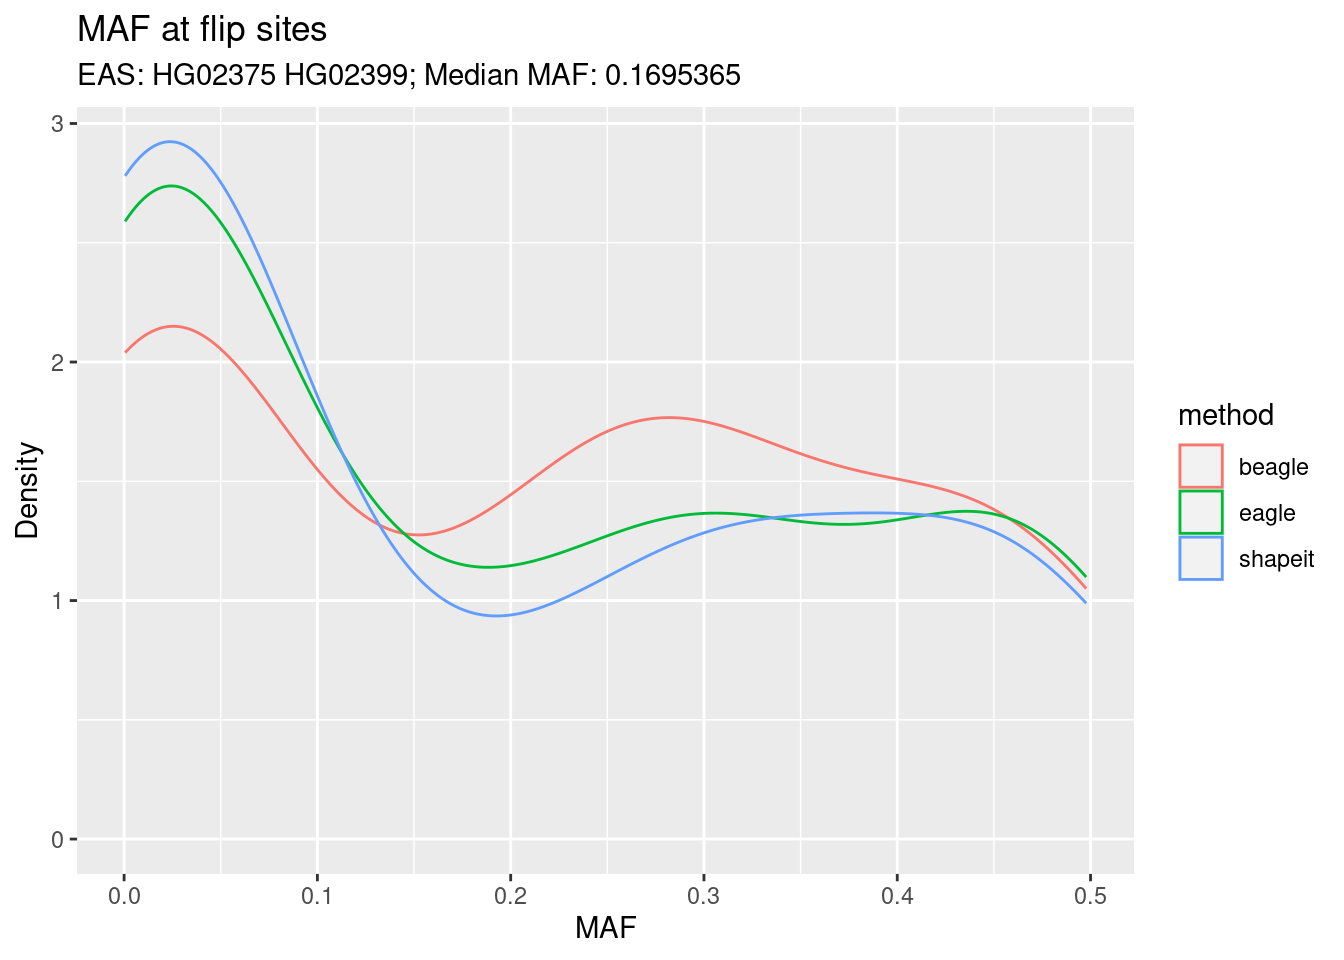 MAF at flip sites
EAS: HG02375 HG02399; Median MAF: 0.1695365
3
2
1
0
Density
0.0 0.1 0.2 0.3 0.4 0.5
MAF
method
beagle
eagle
shapeit